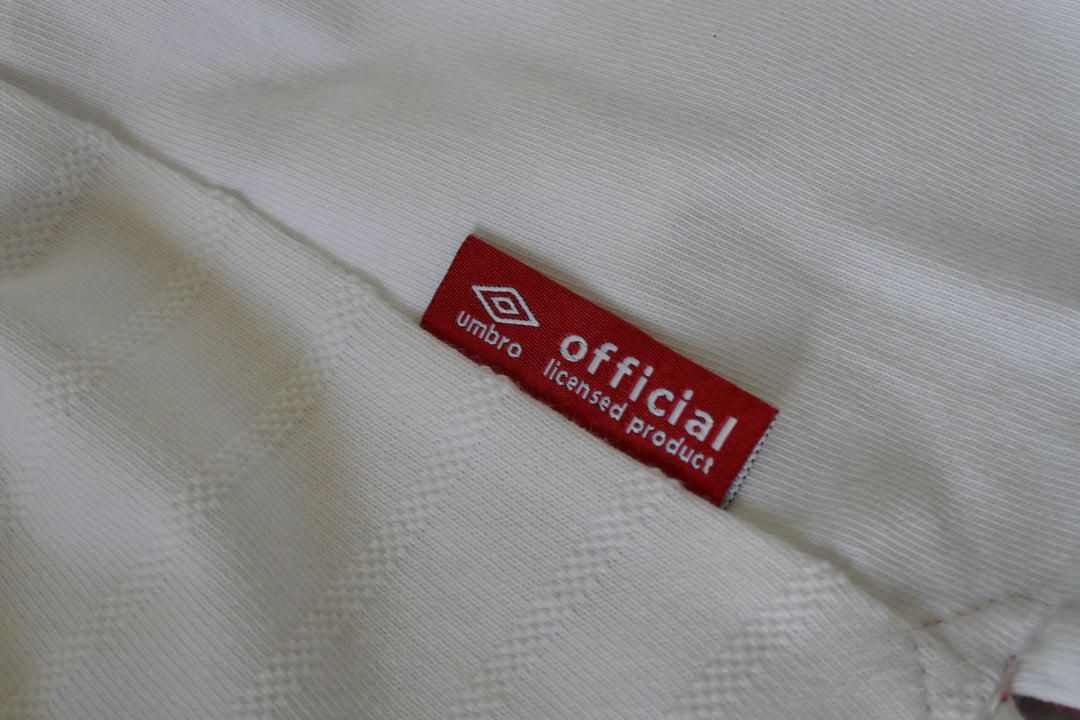 umbro
official
licensed product